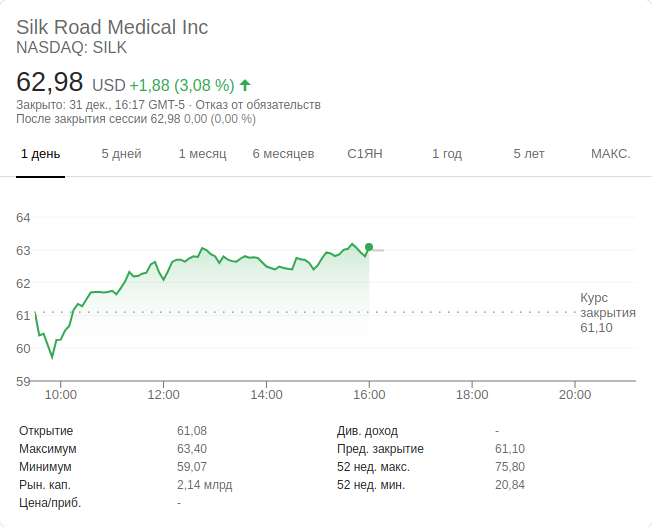 Silk Road Medical Inc
NASDAQ: SILK
62,98 USD +1,88 (3,08 %)
Закрыто: 31 дек., 16:17 GMT-5 · Отказ от обязательств
После закрытия сессии 62,98 0,00 (0,00 %)
1 день 5 дней 1 месяц 6 месяцев С1ЯН 1 год 5 лет МАКС.
64
63
62
Курс
61 закрытия
61,10
60
59
10:00 12:00 14:00 16:00 18:00 20:00
Открытие 61,08 Див. доход -
Максимум 63,40 Пред. закрытие 61,10
Минимум 59,07 52 нед. макс. 75,80
Рын. кап. 2,14 млрд 52 нед. мин. 20,84
Цена/приб. -